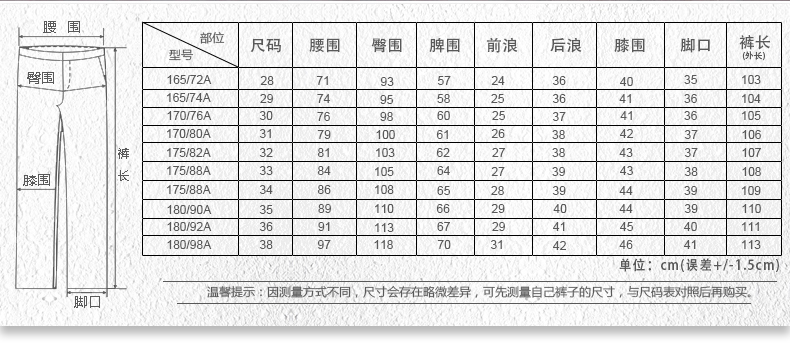 腰 围
臀围
膝围
裤长
脚口
部位
型号 尺码 腰围 臀围 脾围 前浪 后浪 膝围 脚口 裤长
(外长)
165/72A 28 71 93 57 24 36 40 35 103
165/74A 29 74 95 58 25 36 41 36 104
170/76A 30 76 98 60 25 37 41 36 105
170/80A 31 79 100 61 26 38 42 37 106
175/82A 32 81 103 62 27 38 43 37 107
175/88A 33 84 105 64 27 39 43 38 108
175/88A 34 86 108 65 28 39 44 39 109
180/90A 35 89 110 66 29 40 44 39 110
180/92A 36 91 113 67 29 41 45 40 111
180/98A 38 97 118 70 31 42 46 41 113
单位：cm(误差+/-1.5cm)
温馨提示：因测量方式不同，尺寸会存在略微差异，可先测量自己裤子的尺寸，与尺码表对照后再购买。